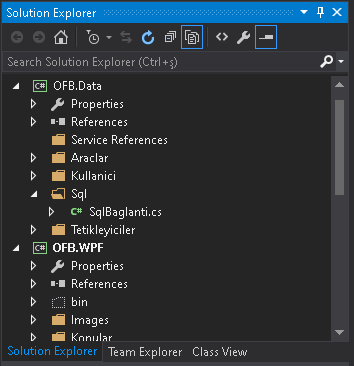 Solution Explorer
Search Solution Explorer (Ctrl+ş)
C# OFB.Data
Properties
References
Service References
Araclar
Kullanici
Sql
C# SqlBaglanti.cs
Tetikleyiciler
C# OFB.WPF
Properties
References
bin
Images
Konular
Solution Explorer Team Explorer Class View